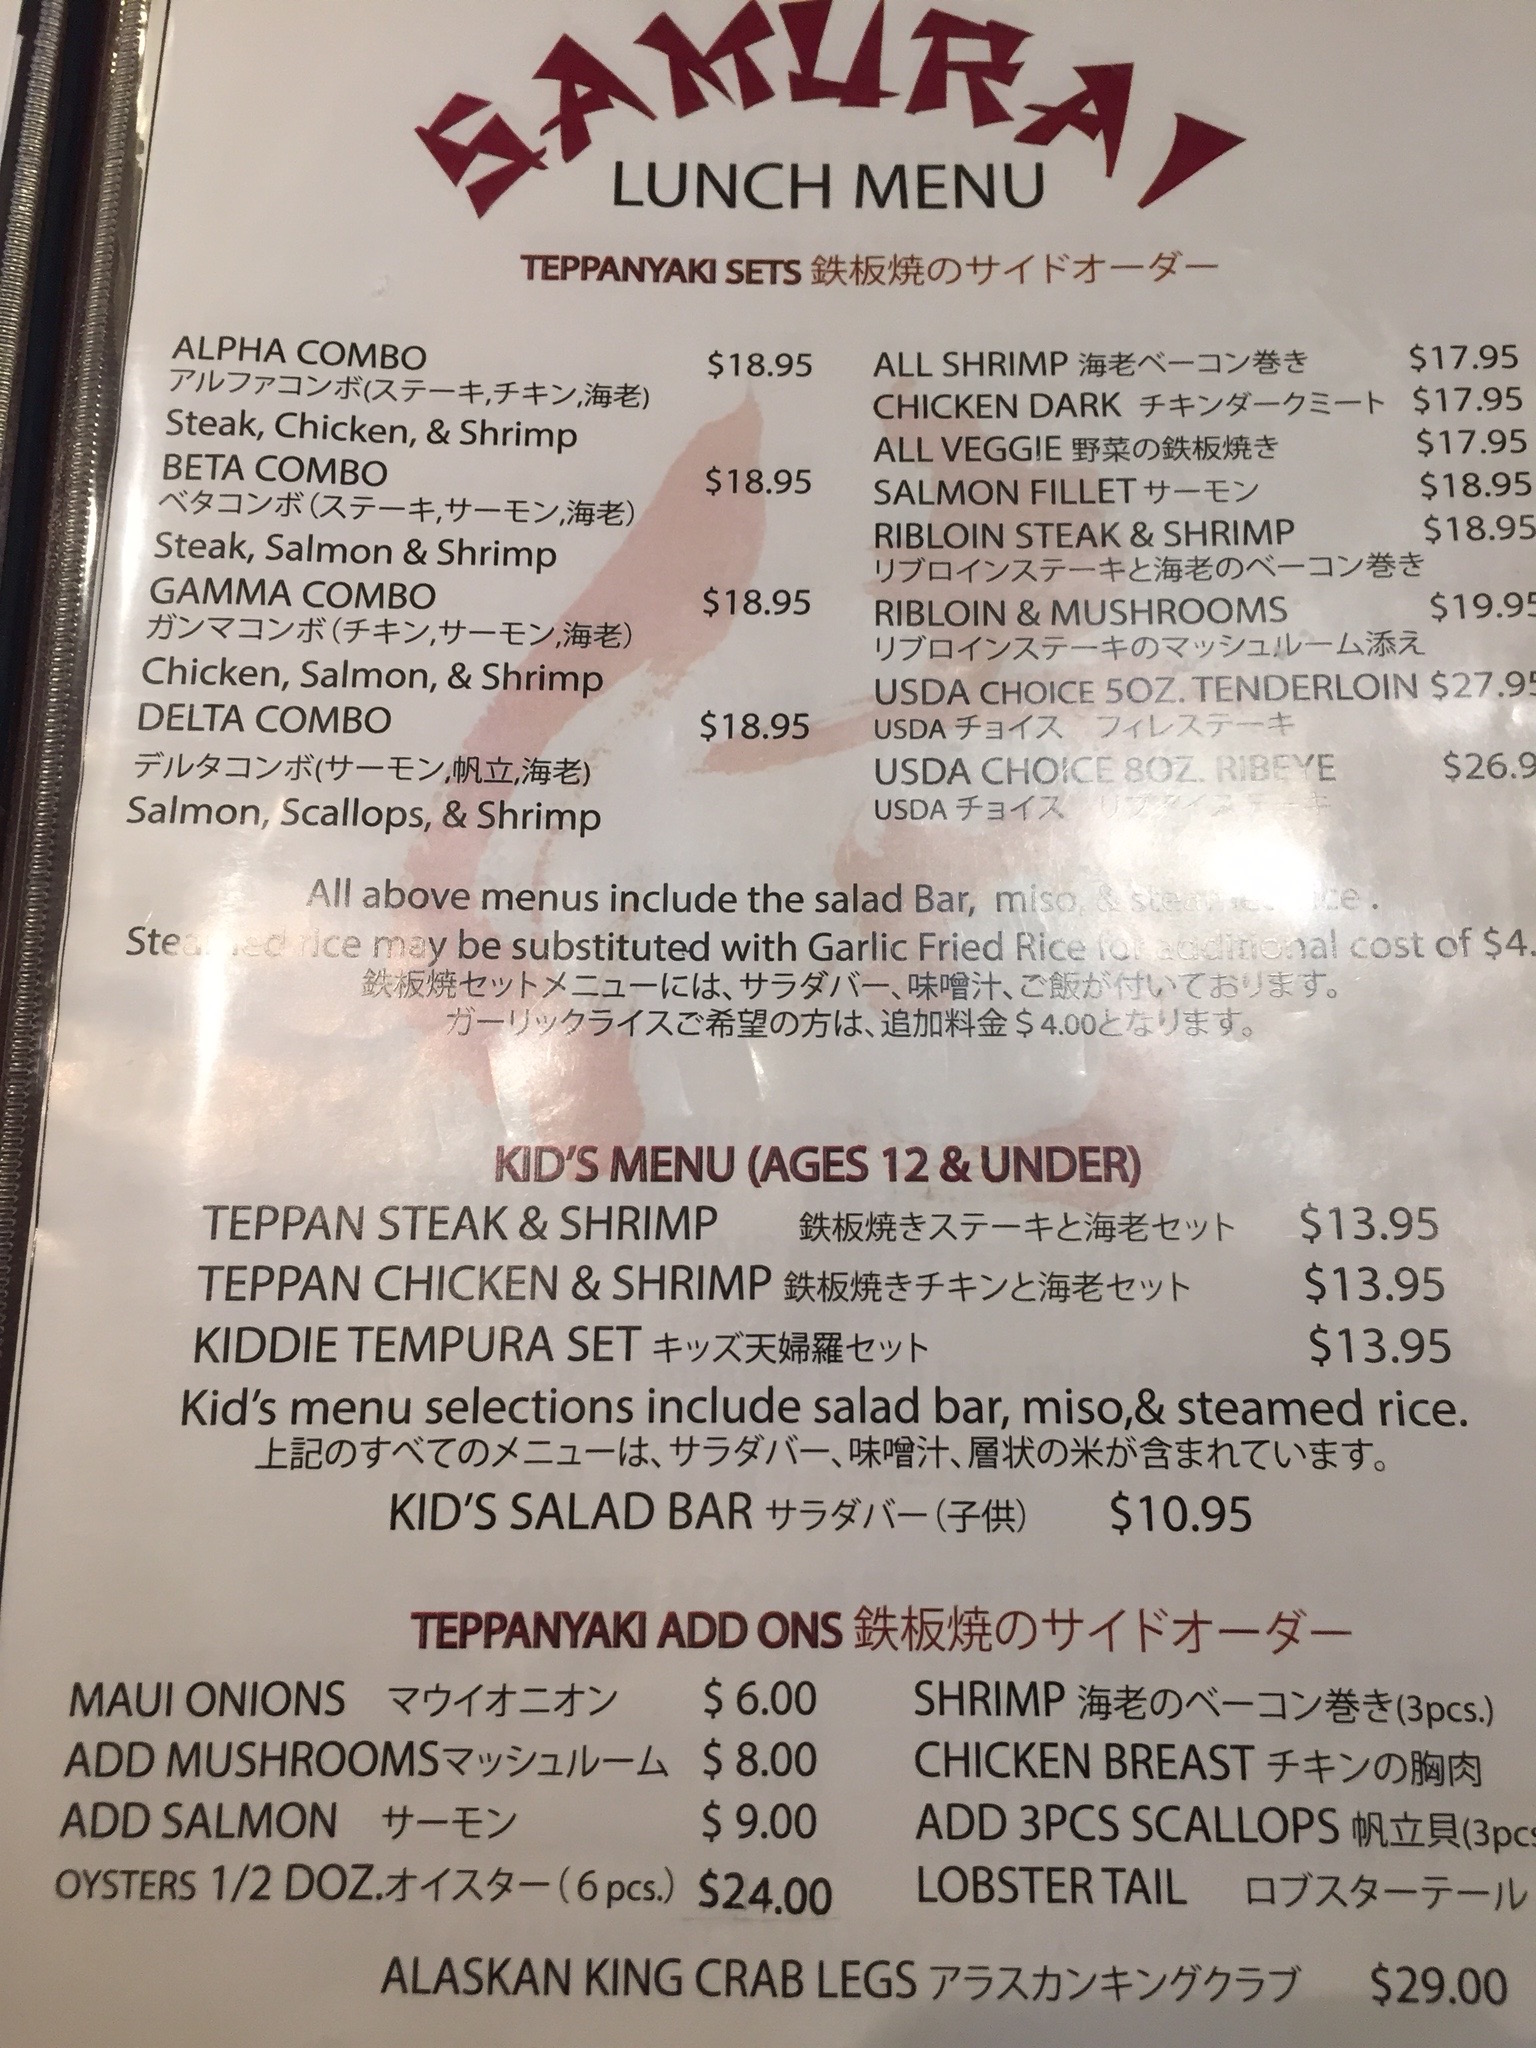 SAMURAI
LUNCH MENU
TEPPANYAKI SETS 鉄板焼のサイドオーダー
ALPHA COMBO $18.95
アルファコンボ(ステーキ,チキン,海老)
Steak, Chicken, & Shrimp
BETA COMBO $18.95
ベタコンボ(ステーキ,サーモン,海老)
Steak, Salmon & Shrimp
GAMMA COMBO $18.95
ガンマコンボ(チキン,サーモン,海老)
Chicken, Salmon, & Shrimp
DELTA COMBO $18.95
デルタコンボ(サーモン,帆立,海老)
Salmon, Scallops, & Shrimp
ALL SHRIMP 海老ベーコン巻き $17.95
CHICKEN DARK チキンダークミート $17.95
ALL VEGGIE 野菜の鉄板焼き $17.95
SALMON FILLET サーモン $18.95
RIBLOIN STEAK & SHRIMP $18.95
リブロインステーキと海老のベーコン巻き
RIBLOIN & MUSHROOMS $19.95
リブロインステーキのマッシュルーム添え
USDA CHOICE 5OZ. TENDERLOIN $27.95
USDA チョイス フィレステーキ
USDA CHOICE 8OZ. RIBEYE $26.9
USDA チョイス
All above menus include the salad Bar, miso, & steamed rice.
Steamed rice may be substituted with Garlic Fried Rice for additional cost of $4.
鉄板焼セットメニューには、サラダバー、味噌汁、ご飯が付いております。
ガーリックライスご希望の方は、追加料金$4.00となります。
KID'S MENU (AGES 12 & UNDER)
TEPPAN STEAK & SHRIMP 鉄板焼きステーキと海老セット $13.95
TEPPAN CHICKEN & SHRIMP 鉄板焼きチキンと海老セット $13.95
KIDDIE TEMPURA SET キッズ天婦羅セット $13.95
Kid's menu selections include salad bar, miso,& steamed rice.
上記のすべてのメニューは、サラダバー、味噌汁、層状の米が含まれています。
KID'S SALAD BAR サラダバー(子供) $10.95
TEPPANYAKI ADD ONS 鉄板焼のサイドオーダー
MAUI ONIONS マウイオニオン $ 6.00
ADD MUSHROOMSマッシュルーム $ 8.00
ADD SALMON サーモン $ 9.00
OYSTERS 1/2 DOZ.オイスター(6 pcs.) $24.00
SHRIMP 海老のベーコン巻き(3pcs.)
CHICKEN BREAST チキンの胸肉
ADD 3PCS SCALLOPS 帆立貝(3pcs
LOBSTER TAIL ロブスターテール
ALASKAN KING CRAB LEGS アラスカンキングクラブ $29.00